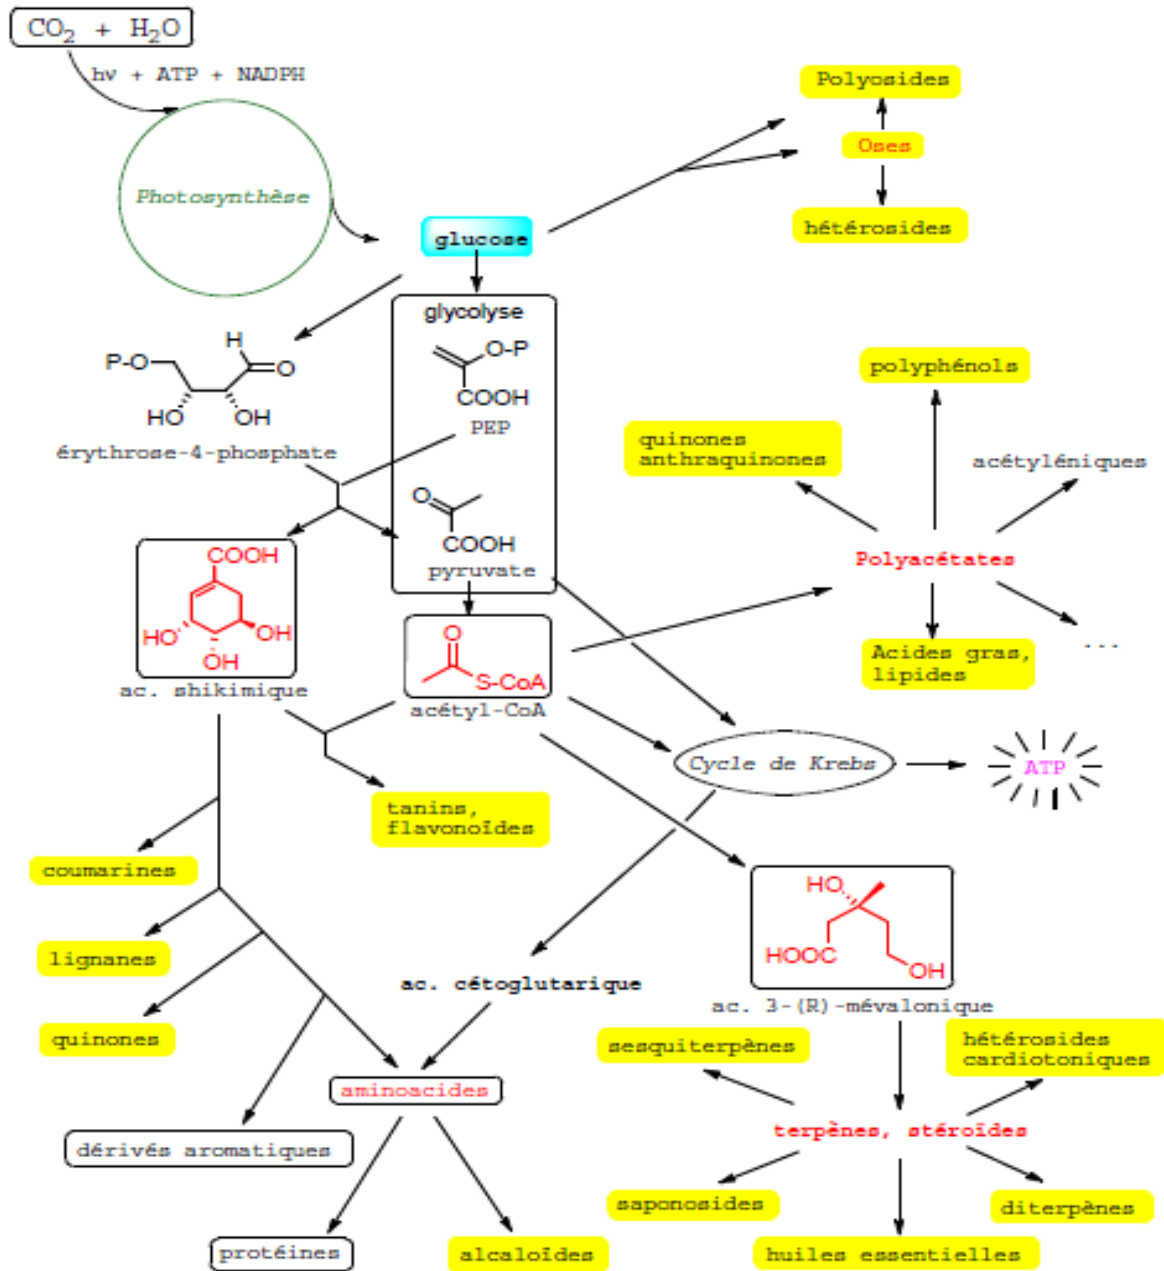 CO₂ + H₂O
hν + ATP + NADPH
Photosynthèse
Polyosides
Oses
hétérosides
glucose
glycolyse
O-P
COOH
PEP
H
P-O
O
HO
OH
érythrose-4-phosphate
O
COOH
pyruvate
polyphénols
quinones
anthraquinones
acétyléniques
Polyacétates
Acides gras,
lipides
...
COOH
HO
OH
OH
ac. shikimique
O
S-CoA
acétyl-CoA
Cycle de Krebs
ATP
tanins,
flavonoïdes
coumarines
lignanes
quinones
HO
HOOC
OH
ac. 3-(R)-mévalonique
ac. cétoglutarique
aminoacides
dérivés aromatiques
protéines
alcaloïdes
sesquiterpènes
hétérosides
cardiotoniques
terpènes, stéroïdes
saponosides
diterpènes
huiles essentielles